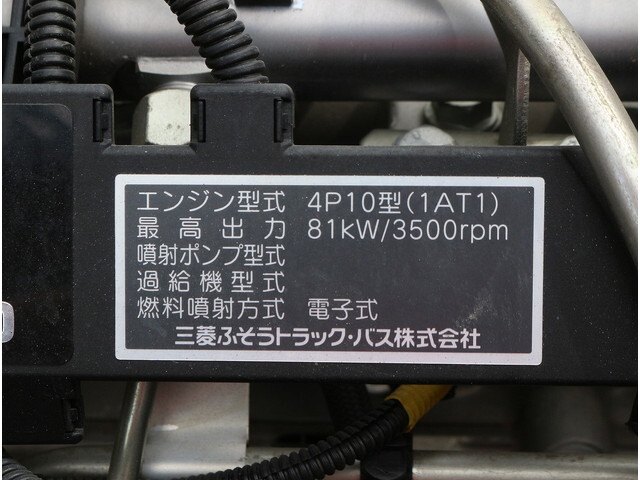 エンジン型式 4P10型(1AT1)
最高出力 81kW/3500rpm
噴射ポンプ型式
過給機型式
燃料噴射方式 電子式
三菱ふそうトラック・バス株式会社